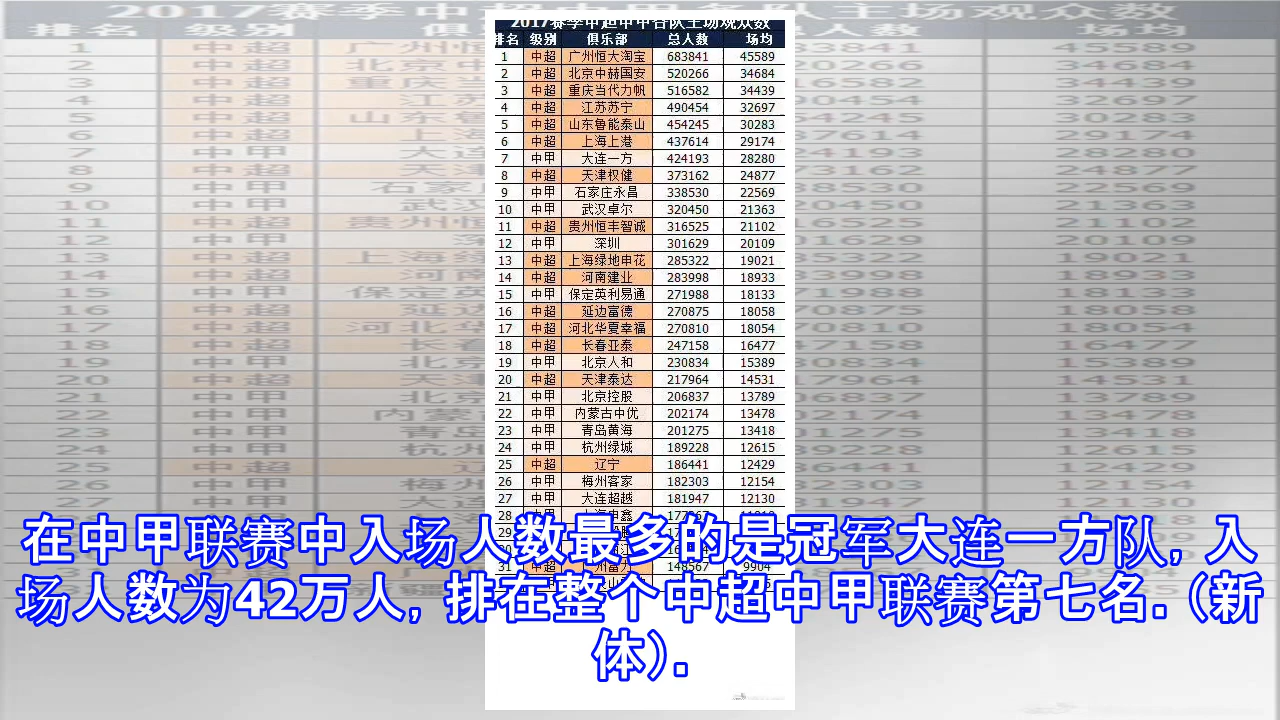 2017赛季中超中甲各队主场观众数
排名 级别 俱乐部 总人数 场均
1 中超 广州恒大淘宝 683841 45589
2 中超 北京中赫国安 520266 34684
3 中超 重庆当代力帆 516582 34439
4 中超 江苏苏宁 490454 32697
5 中超 山东鲁能泰山 454245 30283
6 中超 上海上港 437614 29174
7 中甲 大连一方 424193 28280
8 中超 天津权健 373162 24877
9 中甲 石家庄永昌 338530 22569
10 中甲 武汉卓尔 320450 21363
11 中超 贵州恒丰智诚 316525 21102
12 中甲 深圳 301629 20109
13 中超 上海绿地申花 285322 19021
14 中超 河南建业 283998 18933
15 中甲 保定英利易通 271988 18133
16 中超 延边富德 270875 18058
17 中超 河北华夏幸福 270810 18054
18 中超 长春亚泰 247158 16477
19 中甲 北京人和 230834 15389
20 中超 天津泰达 217964 14531
21 中甲 北京控股 206837 13789
22 中甲 内蒙古中优 202174 13478
23 中甲 青岛黄海 201275 13418
24 中甲 杭州绿城 189228 12615
25 中超 辽宁 186441 12429
26 中甲 梅州客家 182303 12154
27 中甲 大连超越 181947 12130
28
29
31 148567 9904
在中甲联赛中入场人数最多的是冠军大连一方队, 入
场人数为42万人, 排在整个中超中甲联赛第七名. (新
体).